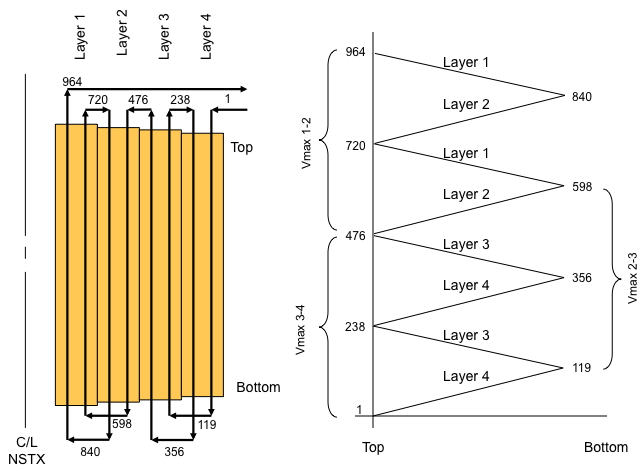 Layer 1
Layer 2
Layer 3
Layer 4
964
720
476
238
1
Top
Bottom
598
119
840
356
C/L
NSTX
964
Layer 1
840
Layer 2
Vmax 1-2
720
Layer 1
598
Layer 2
476
Layer 3
356
Vmax 2-3
Layer 4
Vmax 3-4
238
Layer 3
119
Layer 4
1
Top
Bottom